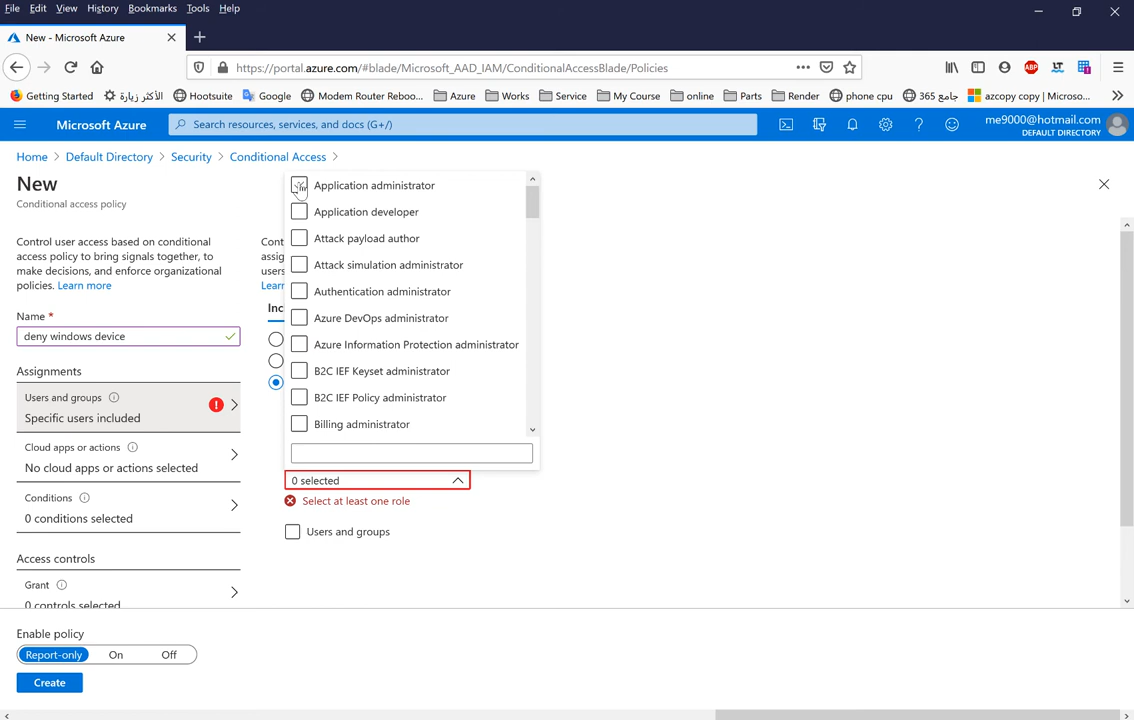 File Edit View History Bookmarks Tools Help
New - Microsoft Azure
https://portal.azure.com/#blade/Microsoft_AAD_IAM/ConditionalAccessBlade/Policies
Getting Started الأكثر زيارة Hootsuite Google Modem Router Reboo... Azure Works Service My Course online Parts Render phone cpu جامع 365 azcopy copy | Microso...
Microsoft Azure Search resources, services, and docs (G+/) me9000@hotmail.com
DEFAULT DIRECTORY
Home > Default Directory > Security > Conditional Access >
New
Conditional access policy
Control user access based on conditional
access policy to bring signals together, to
make decisions, and enforce organizational
policies. Learn more
Name *
deny windows device
Assignments
Users and groups
Specific users included
Cloud apps or actions
No cloud apps or actions selected
Conditions
0 conditions selected
Access controls
Grant
0 controls selected
Enable policy
Report-only On Off
Create
Application administrator
Application developer
Attack payload author
Attack simulation administrator
Authentication administrator
Azure DevOps administrator
Azure Information Protection administrator
B2C IEF Keyset administrator
B2C IEF Policy administrator
Billing administrator
0 selected
Select at least one role
Users and groups